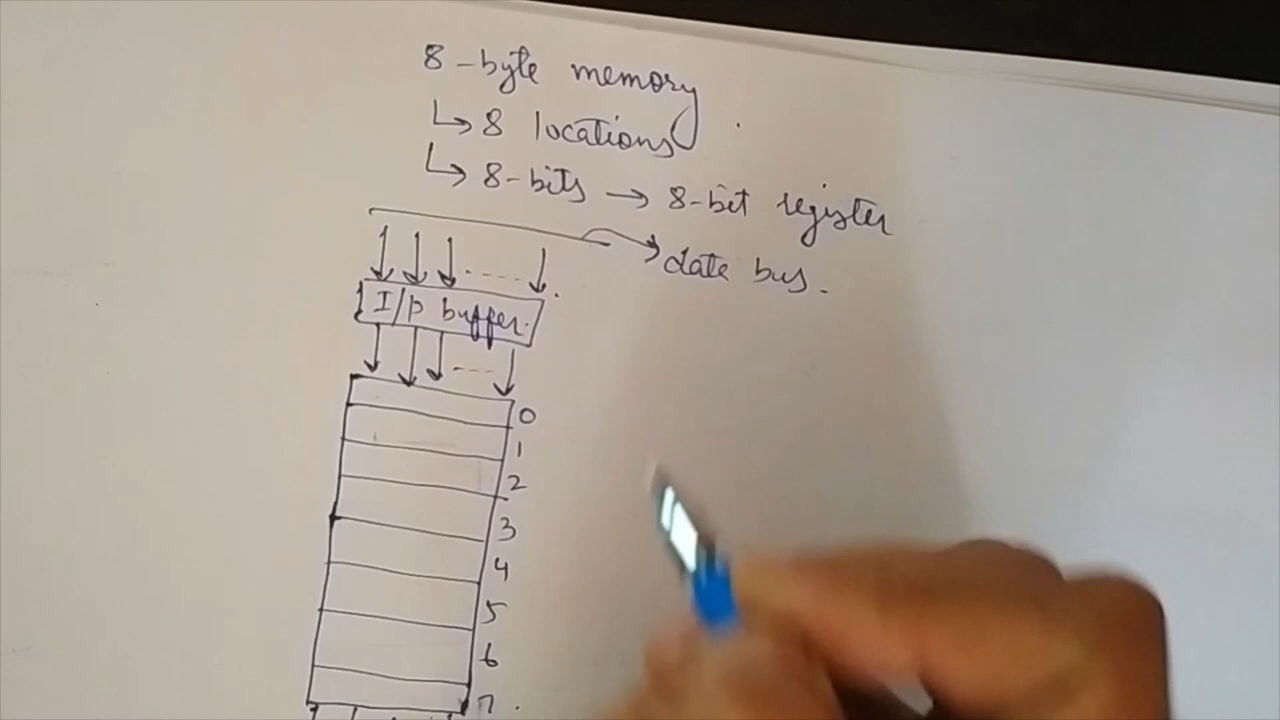 8-byte memory
↳ 8 locations
↳ 8-bits → 8-bit register
date bus.
I/p buffer.
0
1
2
3
4
5
6
7